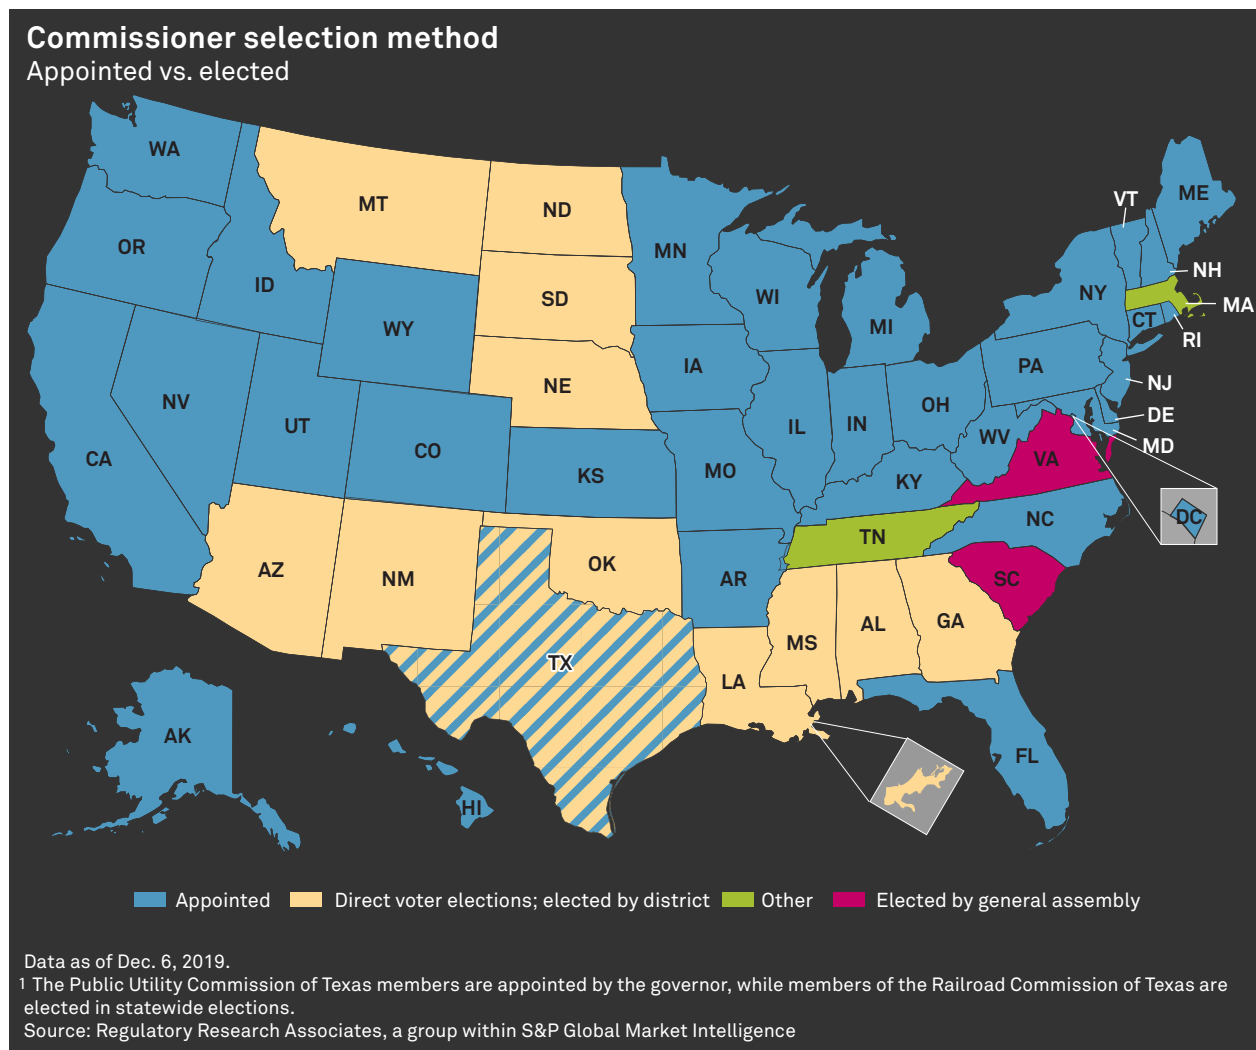 Commissioner selection method
Appointed vs. elected
WA
MT
ND
MN
VT
ME
OR
ID
SD
WI
MI
NY
NH
MA
WY
CT
RI
NV
UT
CO
NE
IA
IL
IN
OH
PA
NJ
DE
MD
CA
KS
MO
KY
WV
VA
DC
AZ
NM
OK
AR
TN
NC
SC
TX
LA
MS
AL
GA
AK
HI
FL
Appointed
Direct voter elections; elected by district
Other
Elected by general assembly
Data as of Dec. 6, 2019.
1 The Public Utility Commission of Texas members are appointed by the governor, while members of the Railroad Commission of Texas are
elected in statewide elections.
Source: Regulatory Research Associates, a group within S&P Global Market Intelligence